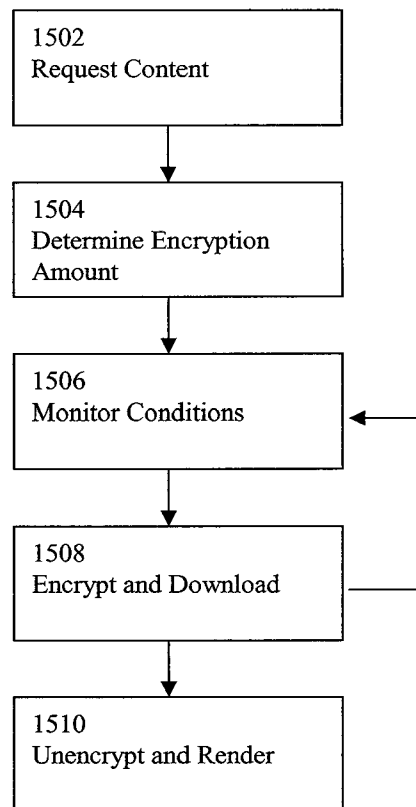 1502
Request Content
1504
Determine Encryption
Amount
1506
Monitor Conditions
1508
Encrypt and Download
1510
Unencrypt and Render